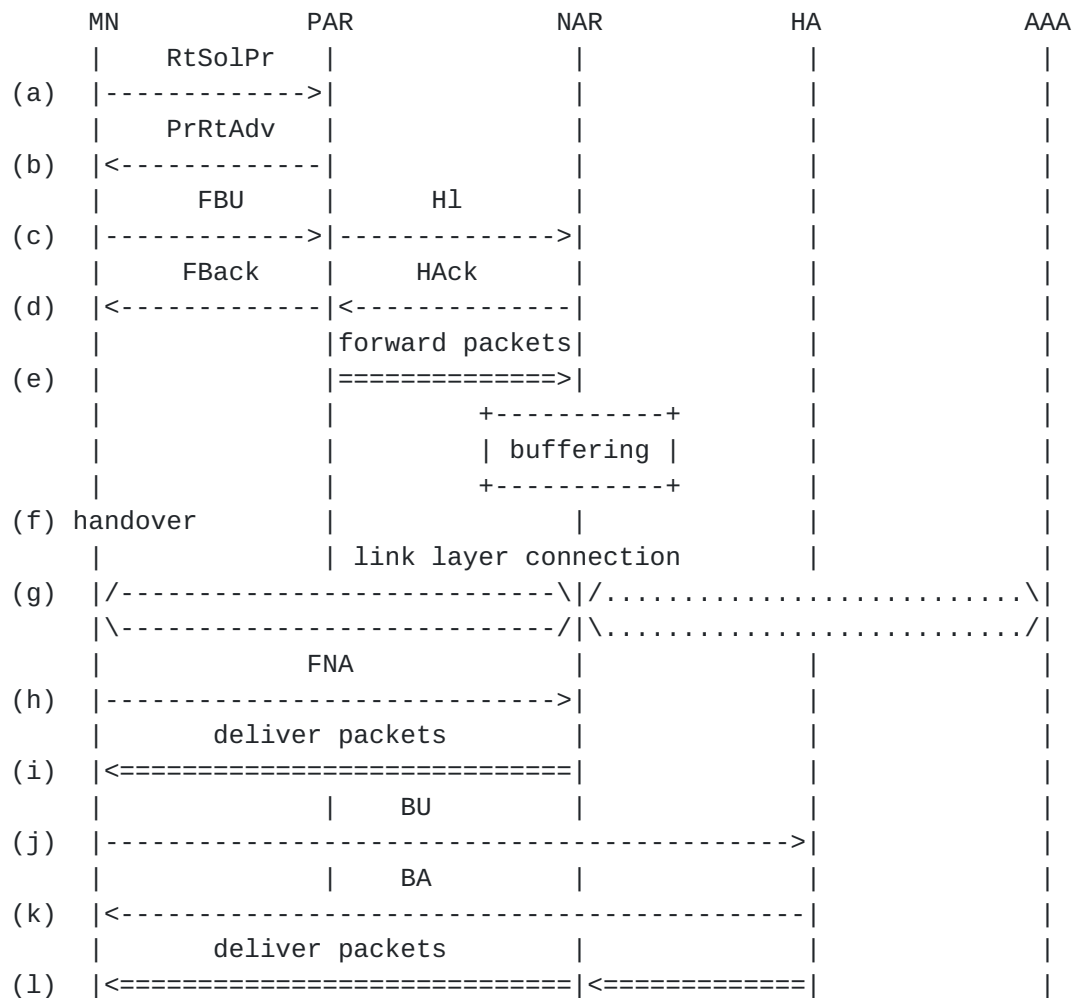 MN PAR NAR HA AAA
RtSolPr
(a)
PrRtAdv
(b)
FBU Hl
(c)
FBack HAck
(d)
forward packets
(e)
buffering
(f) handover
link layer connection
(g)
FNA
(h)
deliver packets
(i)
BU
(j)
BA
(k)
deliver packets
(l)